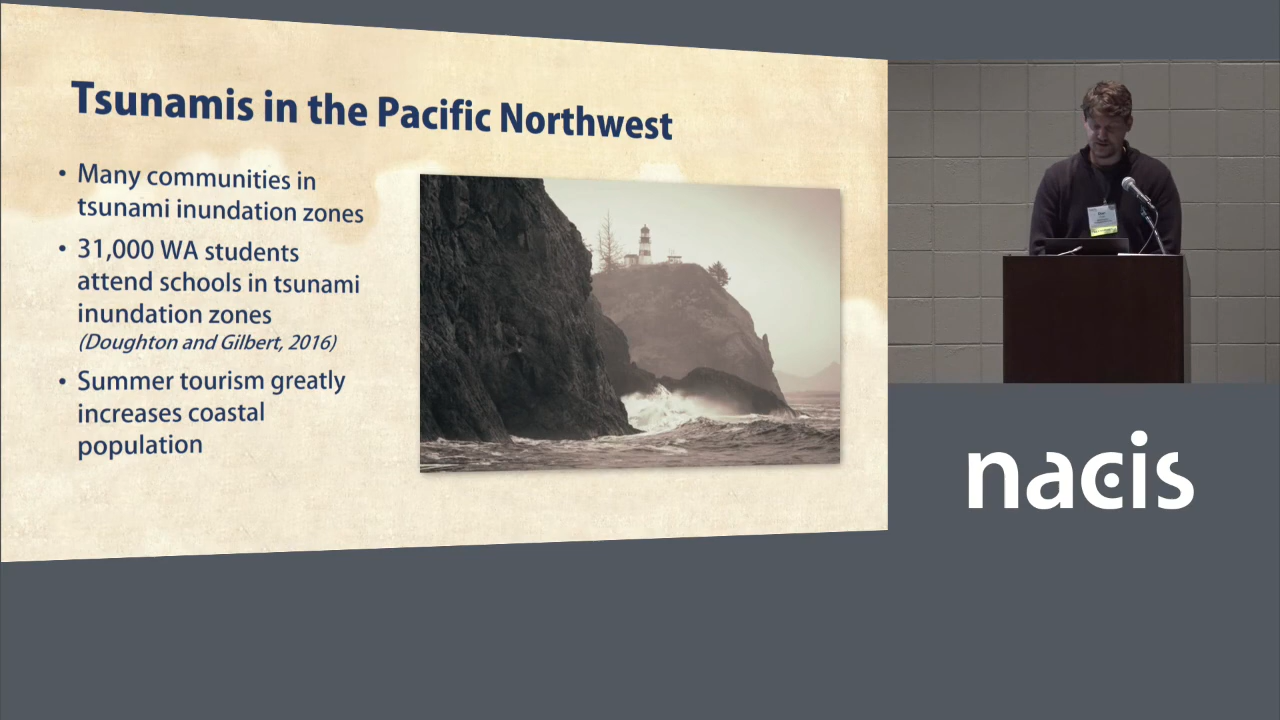 Tsunamis in the Pacific Northwest
• Many communities in
tsunami inundation zones
• 31,000 WA students
attend schools in tsunami
inundation zones
(Doughton and Gilbert, 2016)
• Summer tourism greatly
increases coastal
population
nacis